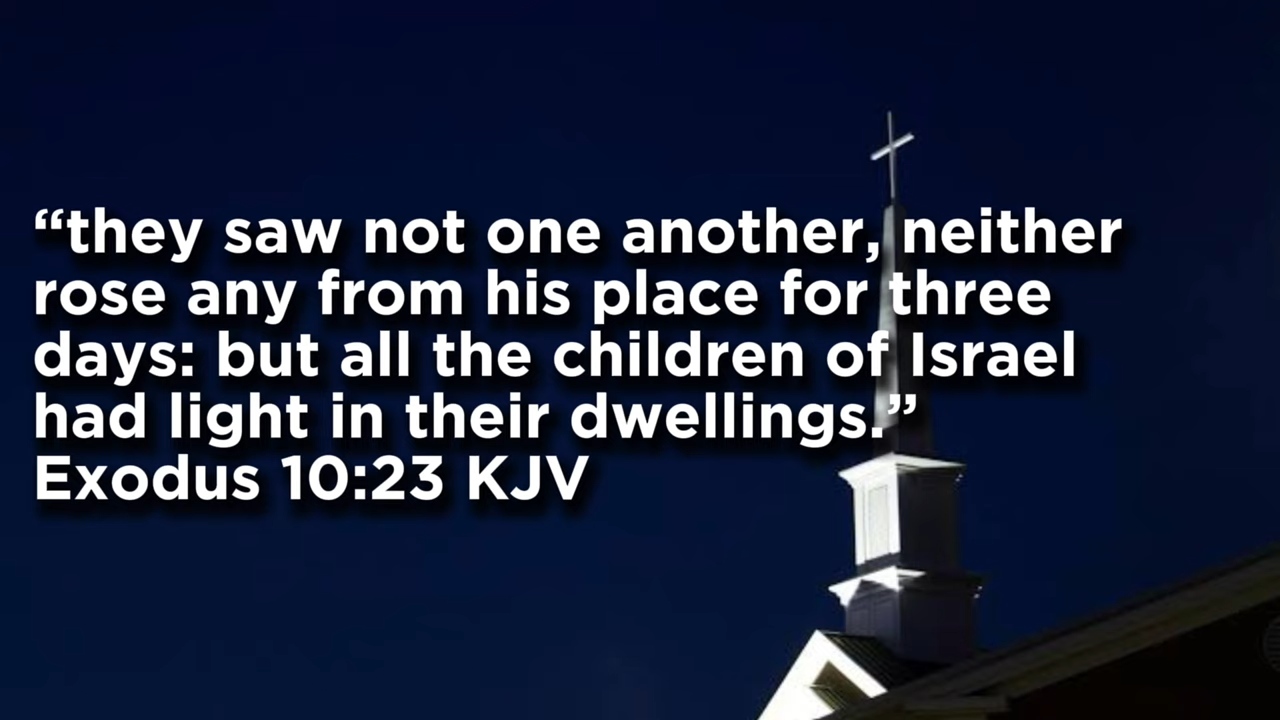 “they saw not one another, neither
rose any from his place for three
days: but all the children of Israel
had light in their dwellings.”
Exodus 10:23 KJV